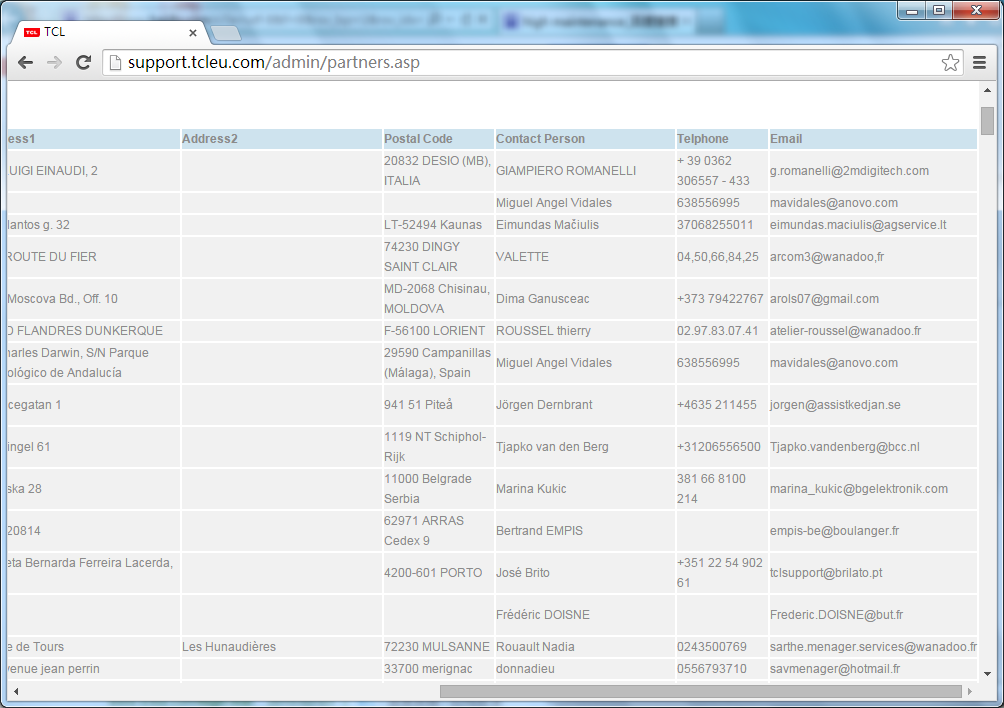 TCL TCL
support.tcleu.com/admin/partners.asp
ess1 Address2 Postal Code Contact Person Telphone Email
UIGI EINAUDI, 2 20832 DESIO (MB), ITALIA GIAMPIERO ROMANELLI + 39 0362 306557 - 433 g.romanelli@2mdigitech.com
Miguel Angel Vidales 638556995 mavidales@anovo.com
lantos g. 32 LT-52494 Kaunas Eimundas Mačiulis 37068255011 eimundas.maciulis@agservice.lt
ROUTE DU FIER 74230 DINGY SAINT CLAIR VALETTE 04,50,66,84,25 arcom3@wanadoo,fr
Moscova Bd., Off. 10 MD-2068 Chisinau, MOLDOVA Dima Ganusceac +373 79422767 arols07@gmail.com
O FLANDRES DUNKERQUE F-56100 LORIENT ROUSSEL thierry 02.97.83.07.41 atelier-roussel@wanadoo.fr
harles Darwin, S/N Parque ológico de Andalucía 29590 Campanillas (Málaga), Spain Miguel Angel Vidales 638556995 mavidales@anovo.com
cegatan 1 941 51 Piteå Jörgen Dernbrant +4635 211455 jorgen@assistkedjan.se
ingel 61 1119 NT Schiphol-Rijk Tjapko van den Berg +31206556500 Tjapko.vandenberg@bcc.nl
ska 28 11000 Belgrade Serbia Marina Kukic 381 66 8100 214 marina_kukic@bgelektronik.com
20814 62971 ARRAS Cedex 9 Bertrand EMPIS empis-be@boulanger.fr
eta Bernarda Ferreira Lacerda, 4200-601 PORTO José Brito +351 22 54 902 61 tclsupport@brilato.pt
Frédéric DOISNE Frederic.DOISNE@but.fr
e de Tours Les Hunaudières 72230 MULSANNE Rouault Nadia 0243500769 sarthe.menager.services@wanadoo.fr
venue jean perrin 33700 merignac donnadieu 0556793710 savmenager@hotmail.fr